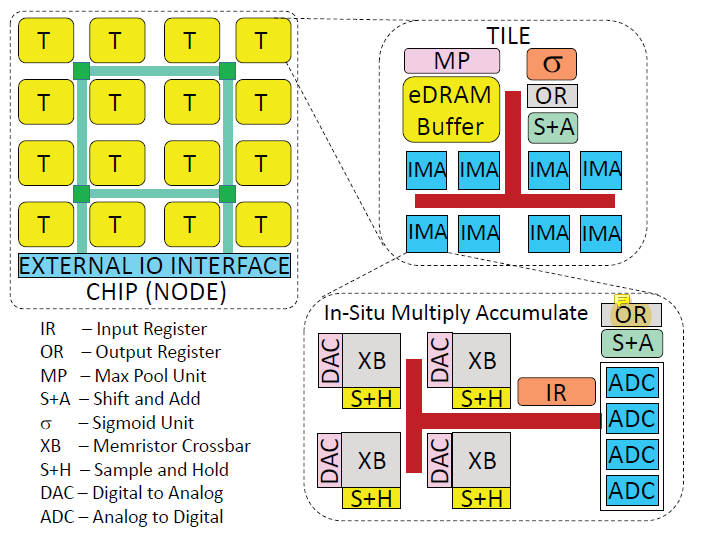 T T T T
T T T T
T T T T
T T T T
EXTERNAL IO INTERFACE
CHIP (NODE)
TILE
MP
σ
eDRAM
Buffer
OR
S+A
IMA IMA IMA IMA
IMA IMA IMA IMA
In-Situ Multiply Accumulate
OR
S+A
DAC XB
S+H
DAC XB
S+H
IR
ADC
ADC
ADC
ADC
DAC XB
S+H
DAC XB
S+H
IR – Input Register
OR – Output Register
MP – Max Pool Unit
S+A – Shift and Add
σ – Sigmoid Unit
XB – Memristor Crossbar
S+H – Sample and Hold
DAC – Digital to Analog
ADC – Analog to Digital